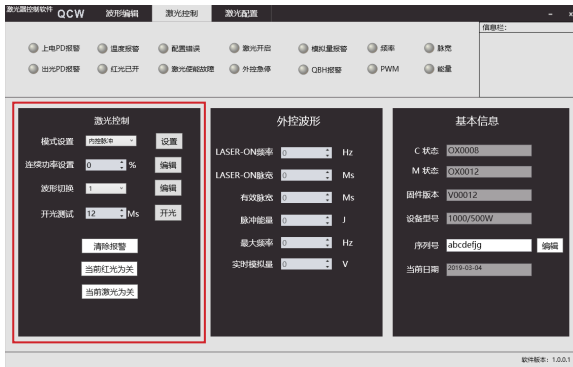 激光器控制软件 QCW 波形编辑 激光控制 激光配置
信息栏:
上电PD报警 温度报警 配置错误 激光开启 模拟量报警 频率 脉宽
出光PD报警 红光已开 激光使能故障 外控急停 QBH报警 PWM 能量
激光控制
模式设置 内控脉冲 设置
连续功率设置 0 % 编辑
波形切换 1 编辑
开光测试 12 Ms 开光
清除报警
当前红光为关
当前激光为关
外控波形
LASER-ON频率 0 Hz
LASER-ON脉宽 0 Ms
有效脉宽 0 Ms
脉冲能量 0 J
最大频率 0 Hz
实时模拟量 0 V
基本信息
C 状态 OX0008
M 状态 OX0012
固件版本 V00012
设备型号 1000/500W
序列号 abcdefjg 编辑
当前日期 2019-03-04
软件版本: 1.0.0.1